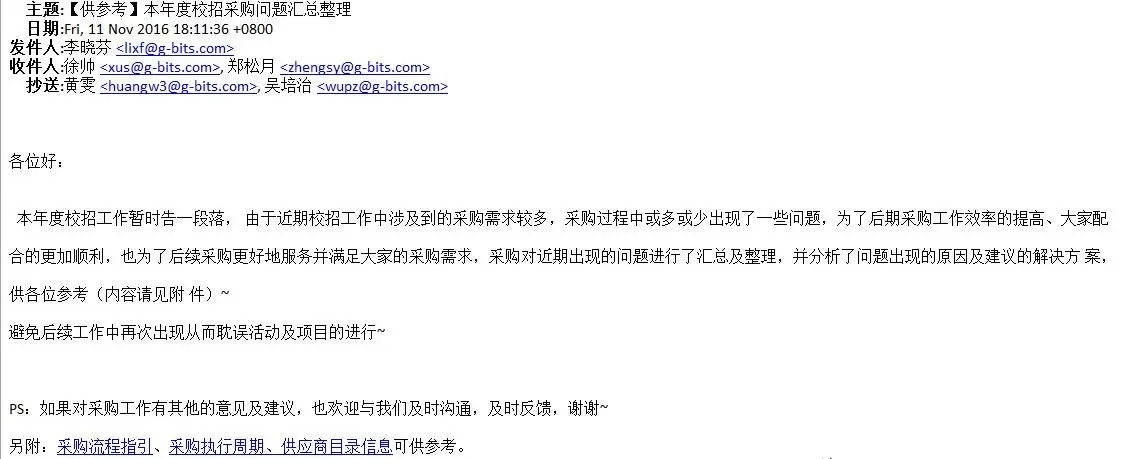 主题:【供参考】本年度校招采购问题汇总整理
日期:Fri, 11 Nov 2016 18:11:36 +0800
发件人:李晓芬 <lixf@g-bits.com>
收件人:徐帅 <xus@g-bits.com>, 郑松月 <zhengsy@g-bits.com>
抄送:黄雯 <huangw3@g-bits.com>, 吴培治 <wupz@g-bits.com>
各位好：
本年度校招工作暂时告一段落， 由于近期校招工作中涉及到的采购需求较多，采购过程中或多或少出现了一些问题，为了后期采购工作效率的提高、大家配
合的更加顺利，也为了后续采购更好地服务并满足大家的采购需求，采购对近期出现的问题进行了汇总及整理，并分析了问题出现的原因及建议的解决方 案，
供各位参考（内容请见附 件）~
避免后续工作中再次出现从而耽误活动及项目的进行~
PS：如果对采购工作有其他的意见及建议，也欢迎与我们及时沟通，及时反馈，谢谢~
另附：采购流程指引、采购执行周期、供应商目录信息可供参考。